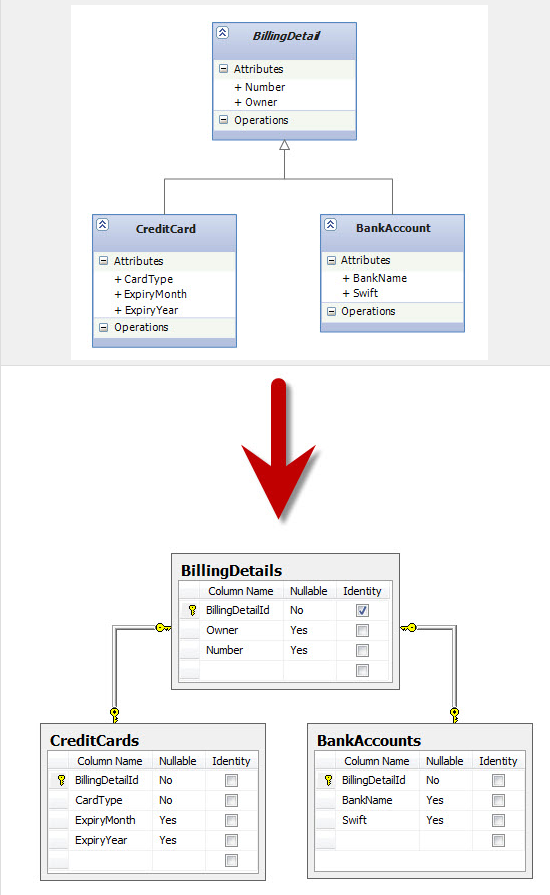 BillingDetail
Attributes
+ Number
+ Owner
Operations
CreditCard
Attributes
+ CardType
+ ExpiryMonth
+ ExpiryYear
Operations
BankAccount
Attributes
+ BankName
+ Swift
Operations
BillingDetails
Column Name Nullable Identity
BillingDetailId No
Owner Yes
Number Yes
CreditCards
Column Name Nullable Identity
BillingDetailId No
CardType No
ExpiryMonth Yes
ExpiryYear Yes
BankAccounts
Column Name Nullable Identity
BillingDetailId No
BankName Yes
Swift Yes